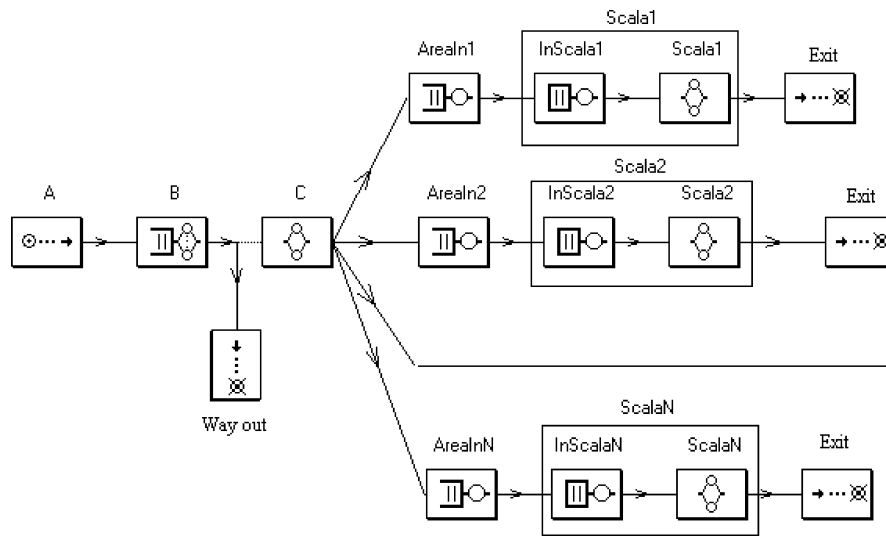 Scala1
AreaIn1 InScala1 Scala1 Exit
Scala2
A B C AreaIn2 InScala2 Scala2 Exit
Way out
ScalaN
AreaInN InScalaN ScalaN Exit